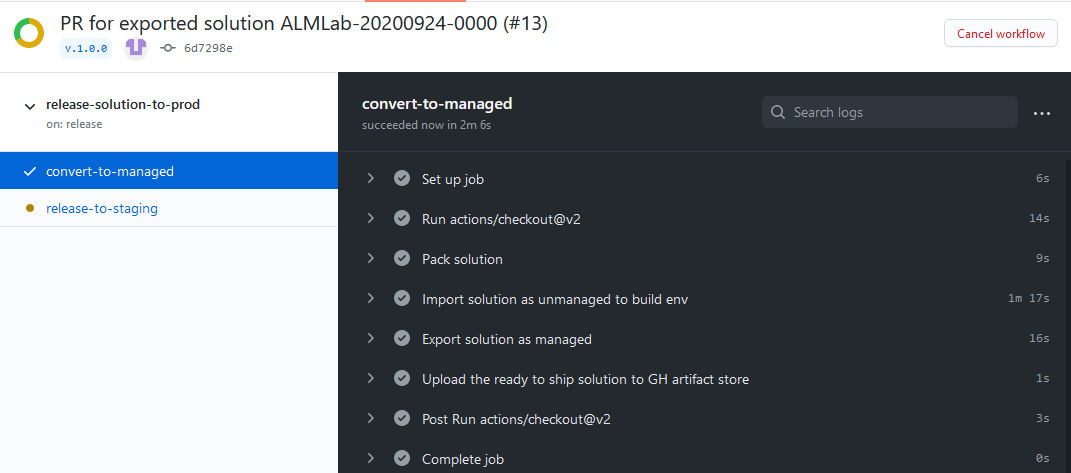 PR for exported solution ALMLab-20200924-0000 (#13)
v.1.0.0 6d7298e
Cancel workflow
release-solution-to-prod
on: release
convert-to-managed
release-to-staging
convert-to-managed
succeeded now in 2m 6s
Search logs
Set up job 6s
Run actions/checkout@v2 14s
Pack solution 9s
Import solution as unmanaged to build env 1m 17s
Export solution as managed 16s
Upload the ready to ship solution to GH artifact store 1s
Post Run actions/checkout@v2 3s
Complete job 0s